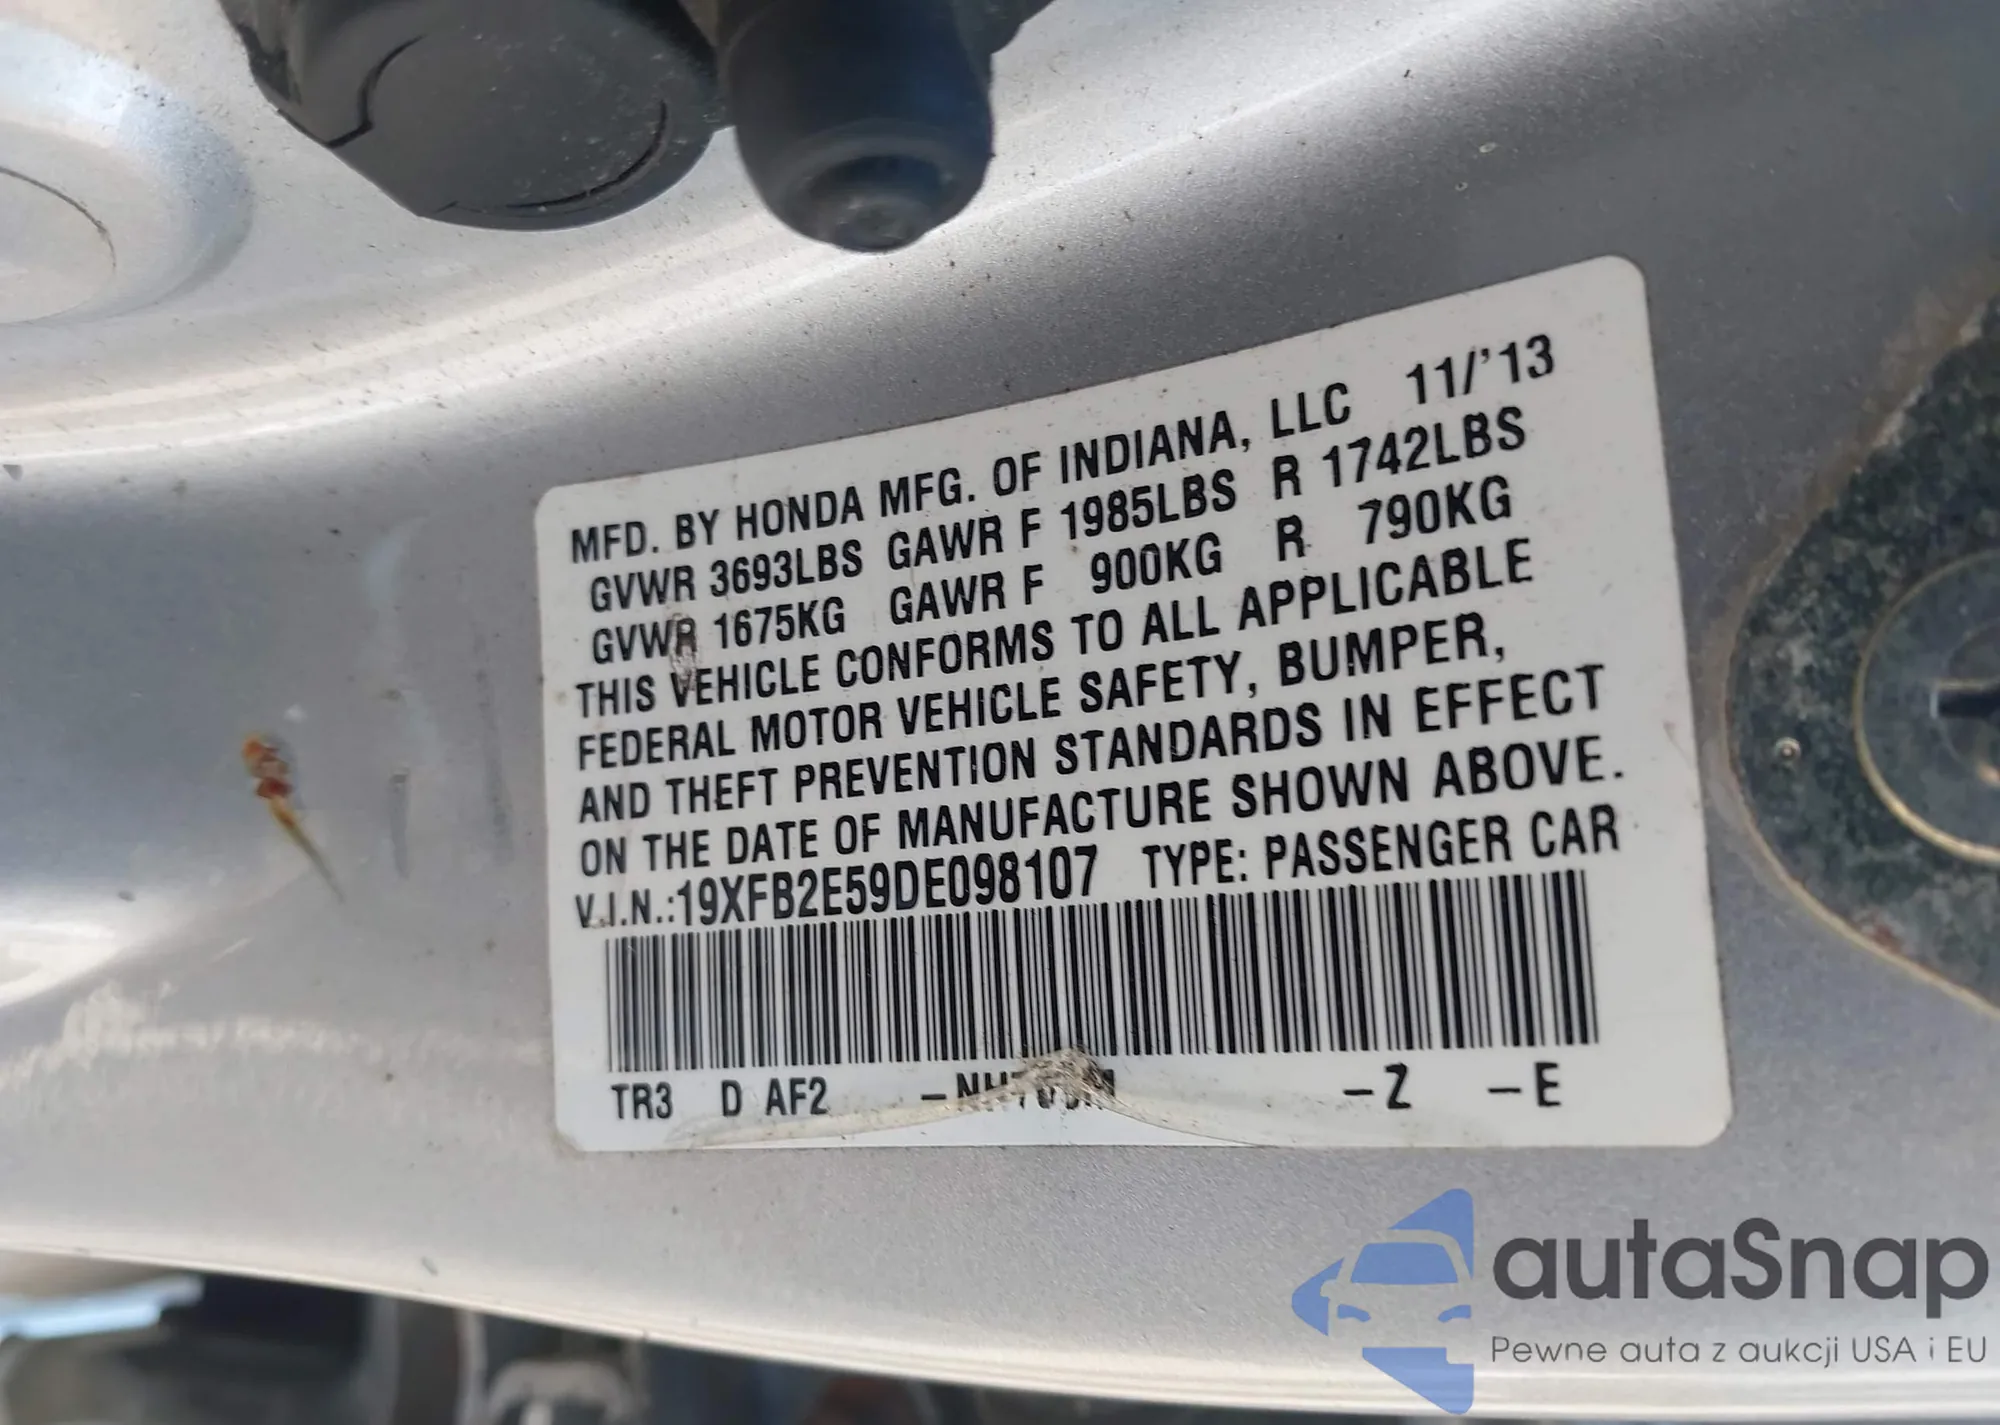 MFD. BY HONDA MFG. OF INDIANA, LLC 11/'13
GVWR 3693LBS GAWR F 1985LBS R 1742LBS
GVWR 1675KG GAWR F 900KG R 790KG
THIS VEHICLE CONFORMS TO ALL APPLICABLE
FEDERAL MOTOR VEHICLE SAFETY, BUMPER,
AND THEFT PREVENTION STANDARDS IN EFFECT
ON THE DATE OF MANUFACTURE SHOWN ABOVE.
V.I.N.:19XFB2E59DE098107 TYPE: PASSENGER CAR
TR3 D AF2 -Z -E
autaSnap
Pewne auta z aukcji USA i EU